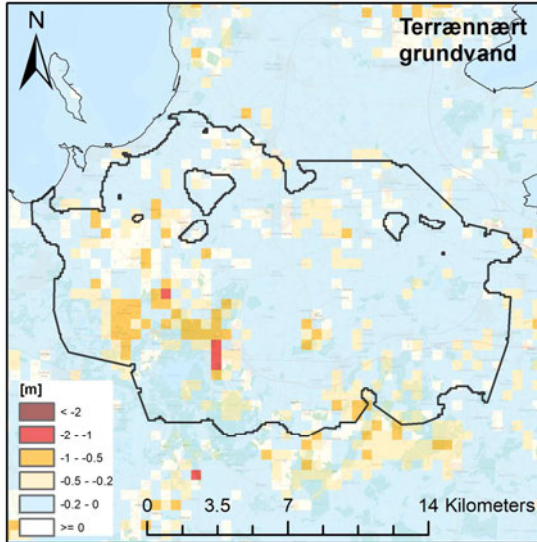 N
Terrænnært
grundvand
[m]
< -2
-2 - -1
-1 - -0.5
-0.5 - -0.2
-0.2 - 0
>= 0
0 3.5 7 14 Kilometers